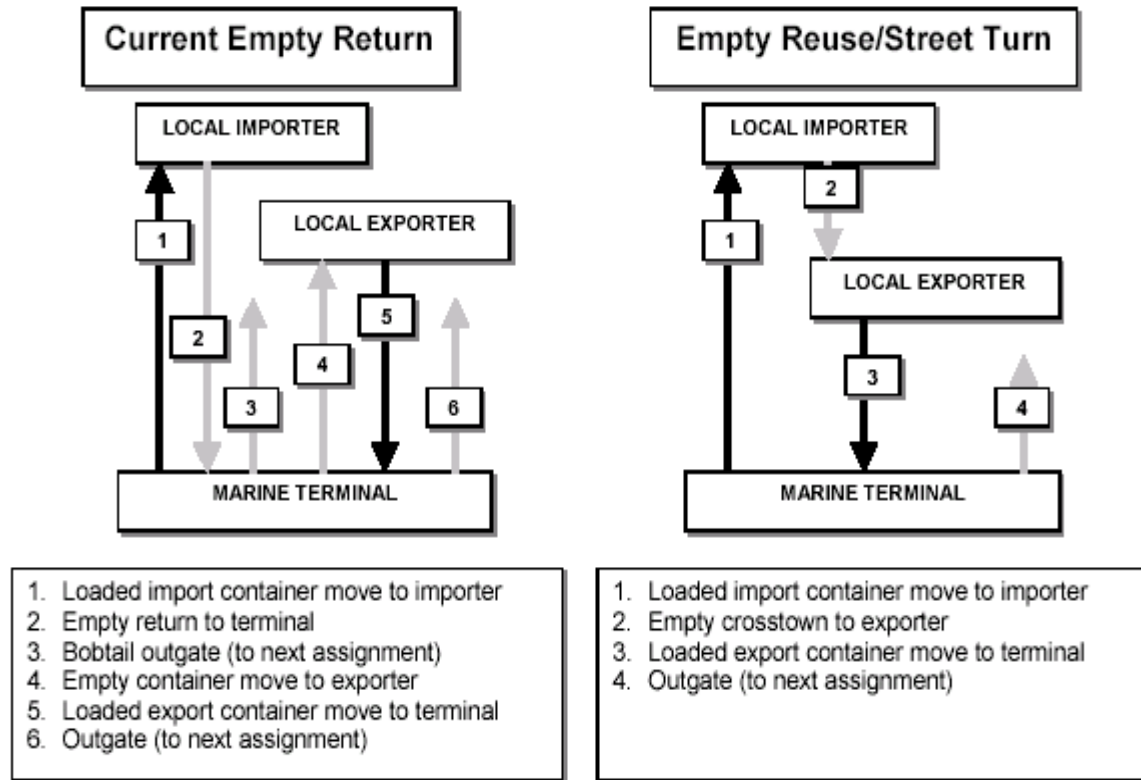 Current Empty Return
LOCAL IMPORTER
1
LOCAL EXPORTER
5
2
4
3
6
MARINE TERMINAL
1. Loaded import container move to importer
2. Empty return to terminal
3. Bobtail outgate (to next assignment)
4. Empty container move to exporter
5. Loaded export container move to terminal
6. Outgate (to next assignment)
Empty Reuse/Street Turn
LOCAL IMPORTER
2
1
LOCAL EXPORTER
3
4
MARINE TERMINAL
1. Loaded import container move to importer
2. Empty crosstown to exporter
3. Loaded export container move to terminal
4. Outgate (to next assignment)